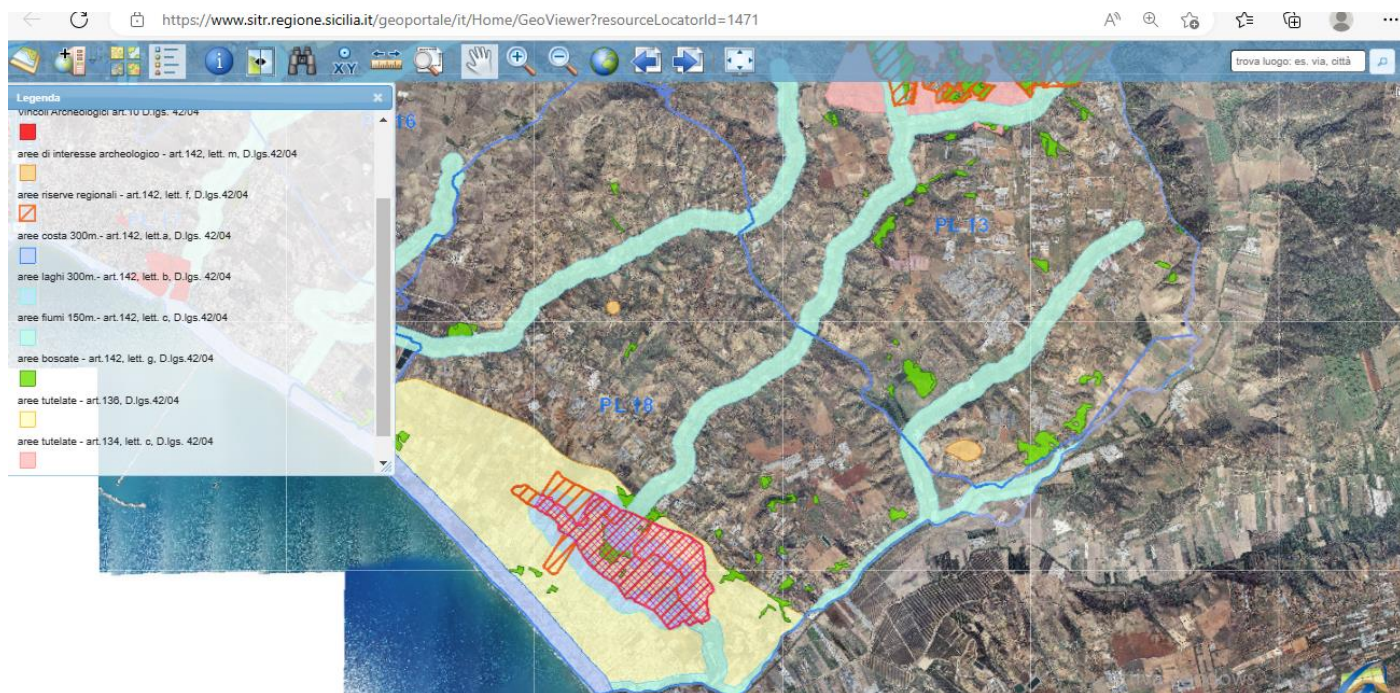 https://www.sitr.regione.sicilia.it/geoportale/it/Home/GeoViewer?resourceLocatorId=1471
XY
trova luogo: es. via, città
Legenda
vincoli Archeologici art.10 D.lgs. 42/04
aree di interesse archeologico - art.142, lett. m, D.lgs.42/04
aree riserve regionali - art.142, lett. f, D.lgs.42/04
aree costa 300m.- art.142, lett.a, D.lgs. 42/04
aree laghi 300m.- art.142, lett. b, D.lgs. 42/04
aree fiumi 150m.- art.142, lett. c, D.lgs.42/04
aree boscate - art.142, lett. g, D.lgs.42/04
aree tutelate - art.136, D.lgs.42/04
aree tutelate - art.134, lett. c, D.lgs. 42/04
16
PL 13
PL 18